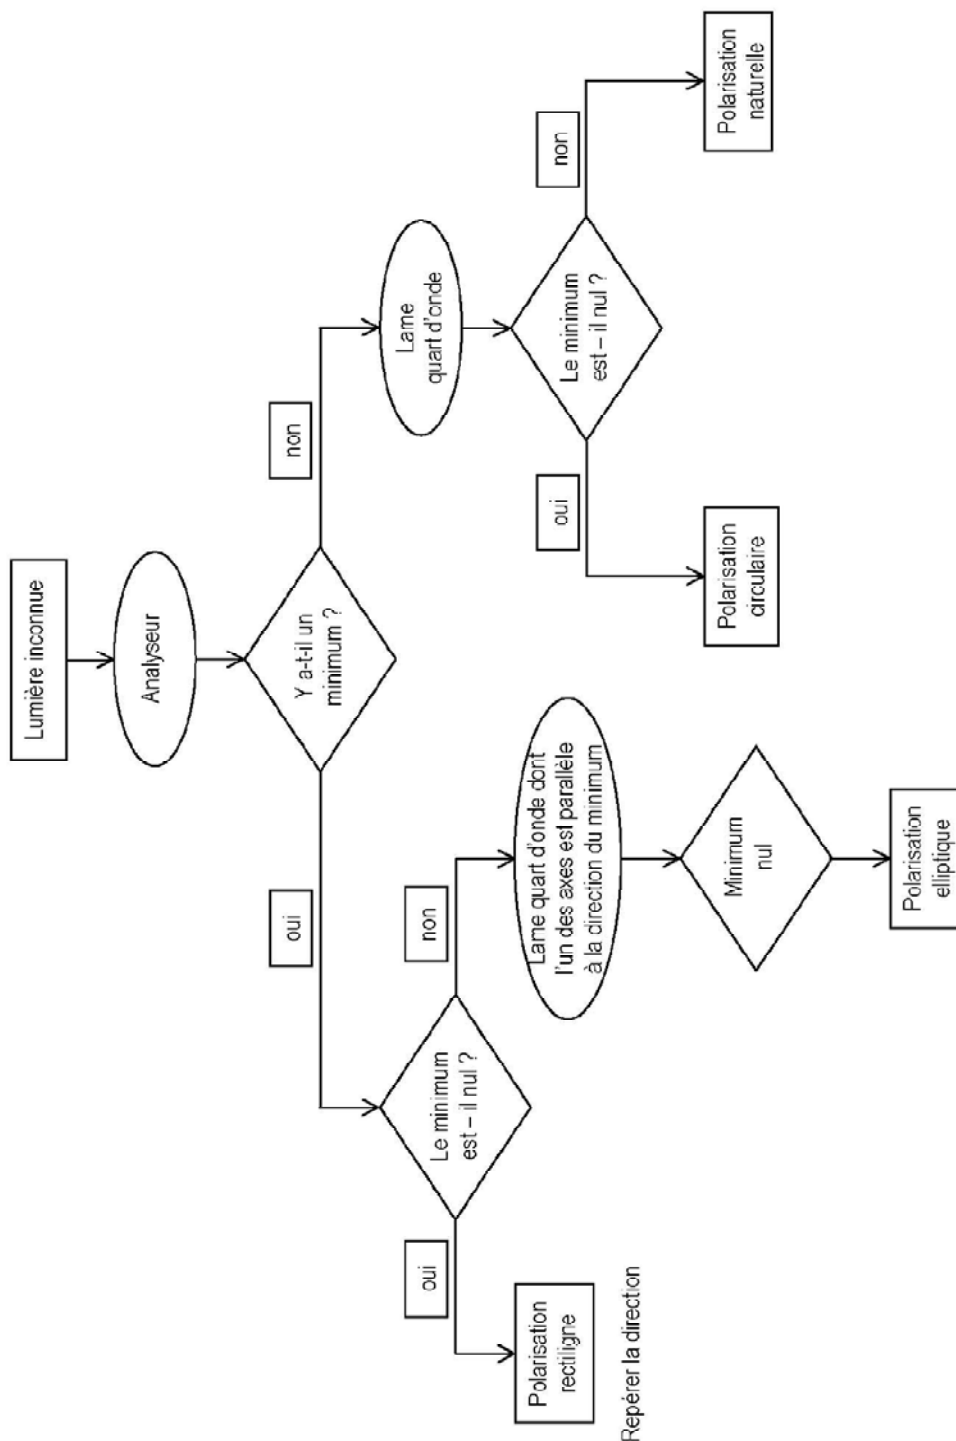 Lumière inconnue
Analyseur
Y a-t-il un
minimum ?
oui
non
Le minimum
est – il nul ?
Lame
quart d'onde
oui
non
Le minimum
est – il nul ?
Polarisation
rectiligne
Repérer la direction
Lame quart d'onde dont
l'un des axes est parallèle
à la direction du minimum
oui
non
Minimum
nul
Polarisation
circulaire
Polarisation
naturelle
Polarisation
elliptique